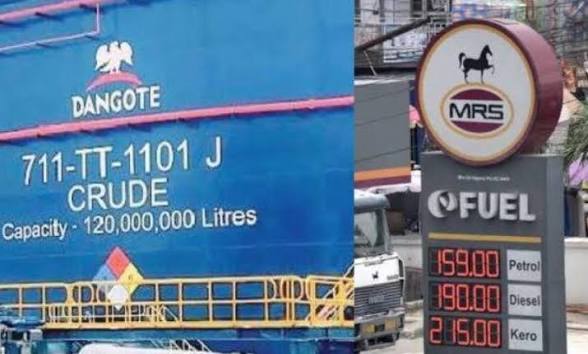 DANGOTE
711-TT-1101 J
CRUDE
Capacity - 120,000,000 Litres
MRS
FUEL
159.00 Petrol
190.00 Diesel
215.00 Kero